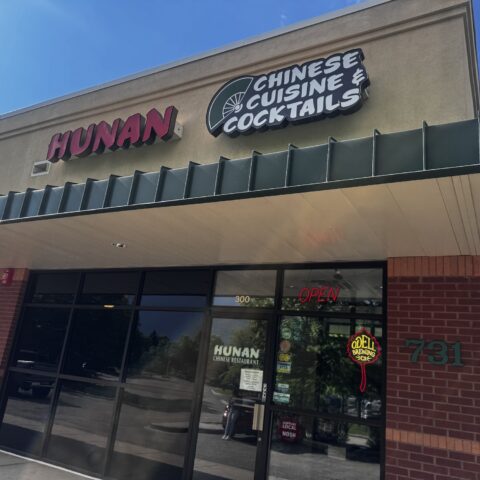 HUNAN
CHINESE
CUISINE &
COCKTAILS
300
OPEN
HUNAN
CHINESE RESTAURANT
ODELL
BREWING
731